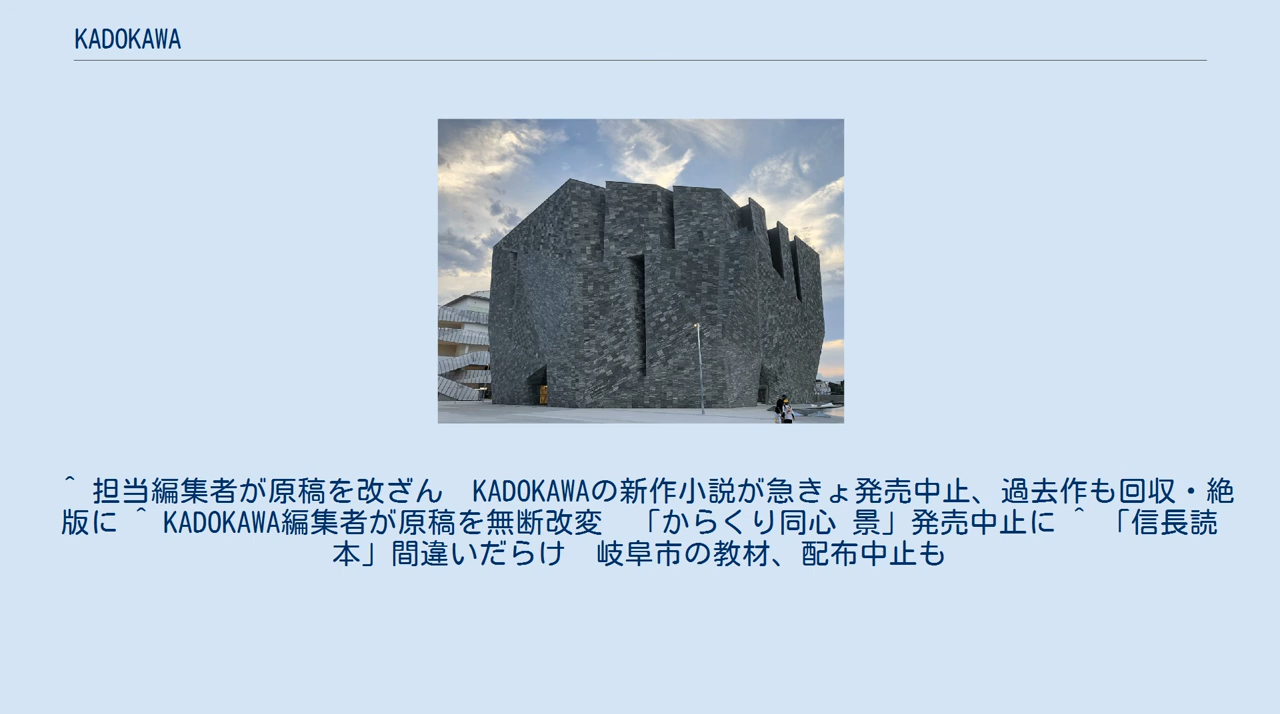 KADOKAWA
^ 担当編集者が原稿を改ざん　KADOKAWAの新作小説が急きょ発売中止、過去作も回収・絶
版に ^ KADOKAWA編集者が原稿を無断改変　「からくり同心 景」発売中止に ^ 「信長読
本」間違いだらけ　岐阜市の教材、配布中止も